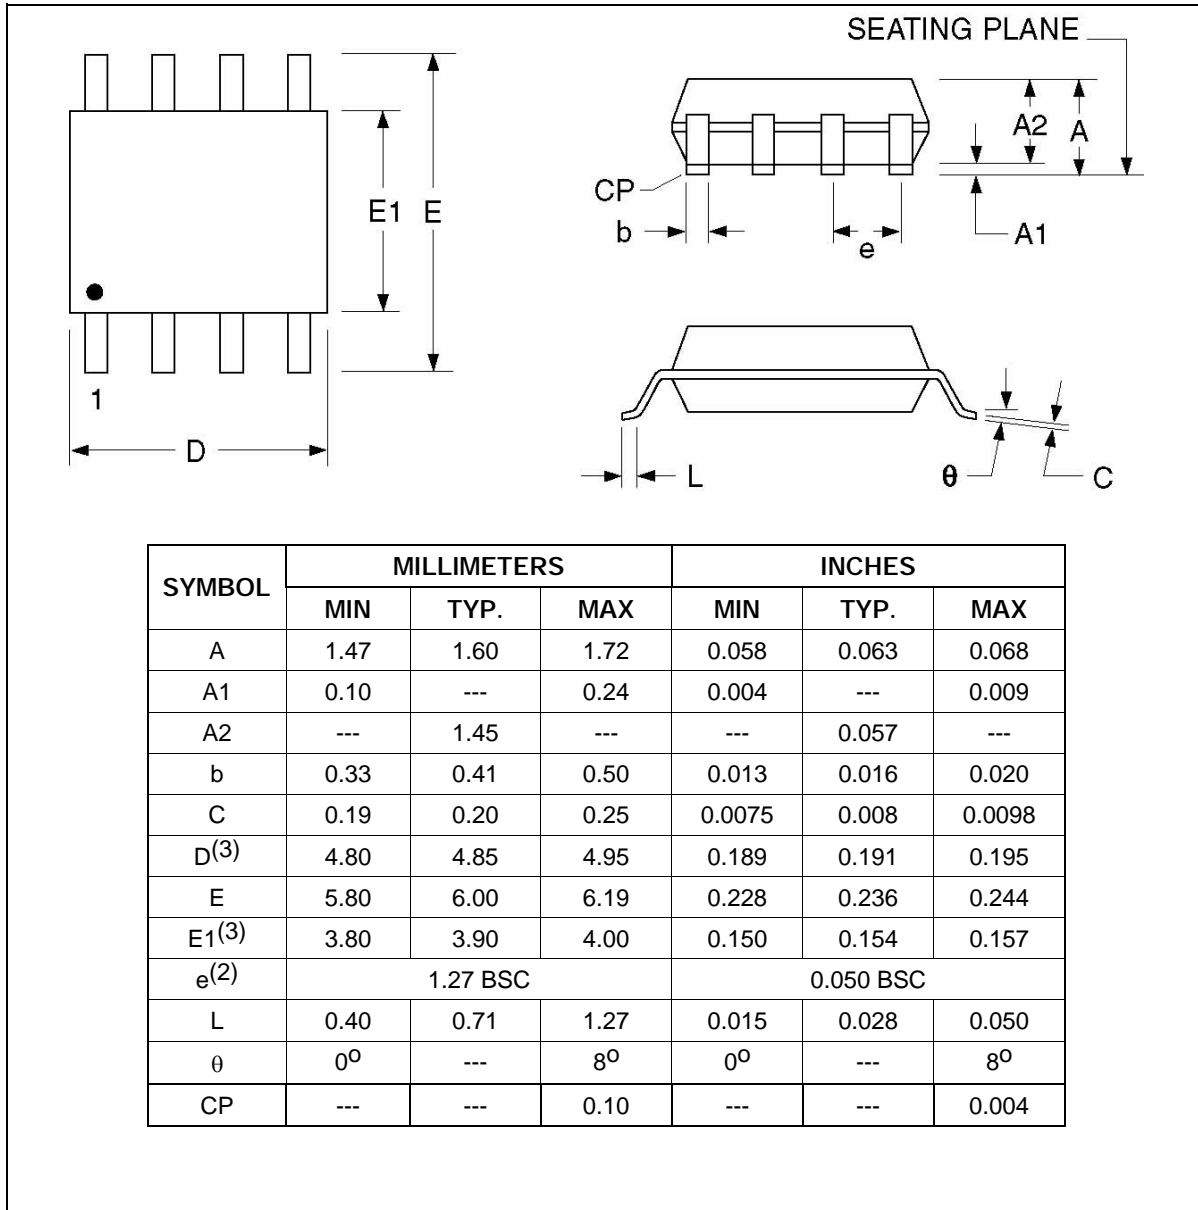 SEATING PLANE
A2 A
E1 E
CP
b e A1
1
D
L θ C
SYMBOL MILLIMETERS INCHES
MIN TYP. MAX MIN TYP. MAX
A 1.47 1.60 1.72 0.058 0.063 0.068
A1 0.10 --- 0.24 0.004 --- 0.009
A2 --- 1.45 --- --- 0.057 ---
b 0.33 0.41 0.50 0.013 0.016 0.020
C 0.19 0.20 0.25 0.0075 0.008 0.0098
D(3) 4.80 4.85 4.95 0.189 0.191 0.195
E 5.80 6.00 6.19 0.228 0.236 0.244
E1(3) 3.80 3.90 4.00 0.150 0.154 0.157
e(2) 1.27 BSC 0.050 BSC
L 0.40 0.71 1.27 0.015 0.028 0.050
θ 0° --- 8° 0° --- 8°
CP --- --- 0.10 --- --- 0.004